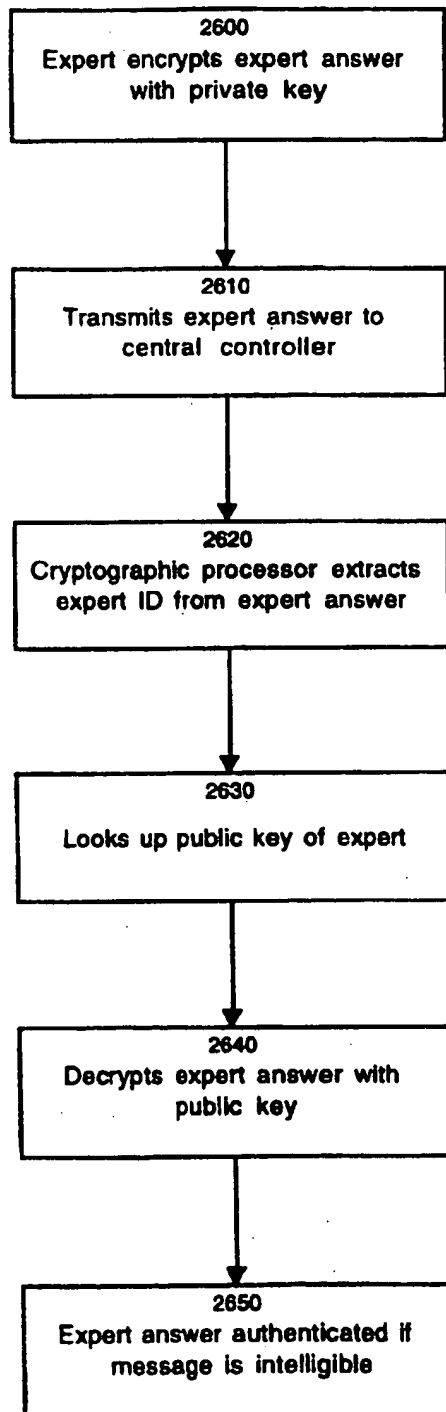 2600
Expert encrypts expert answer
with private key
2610
Transmits expert answer to
central controller
2620
Cryptographic processor extracts
expert ID from expert answer
2630
Looks up public key of expert
2640
Decrypts expert answer with
public key
2650
Expert answer authenticated if
message is intelligible